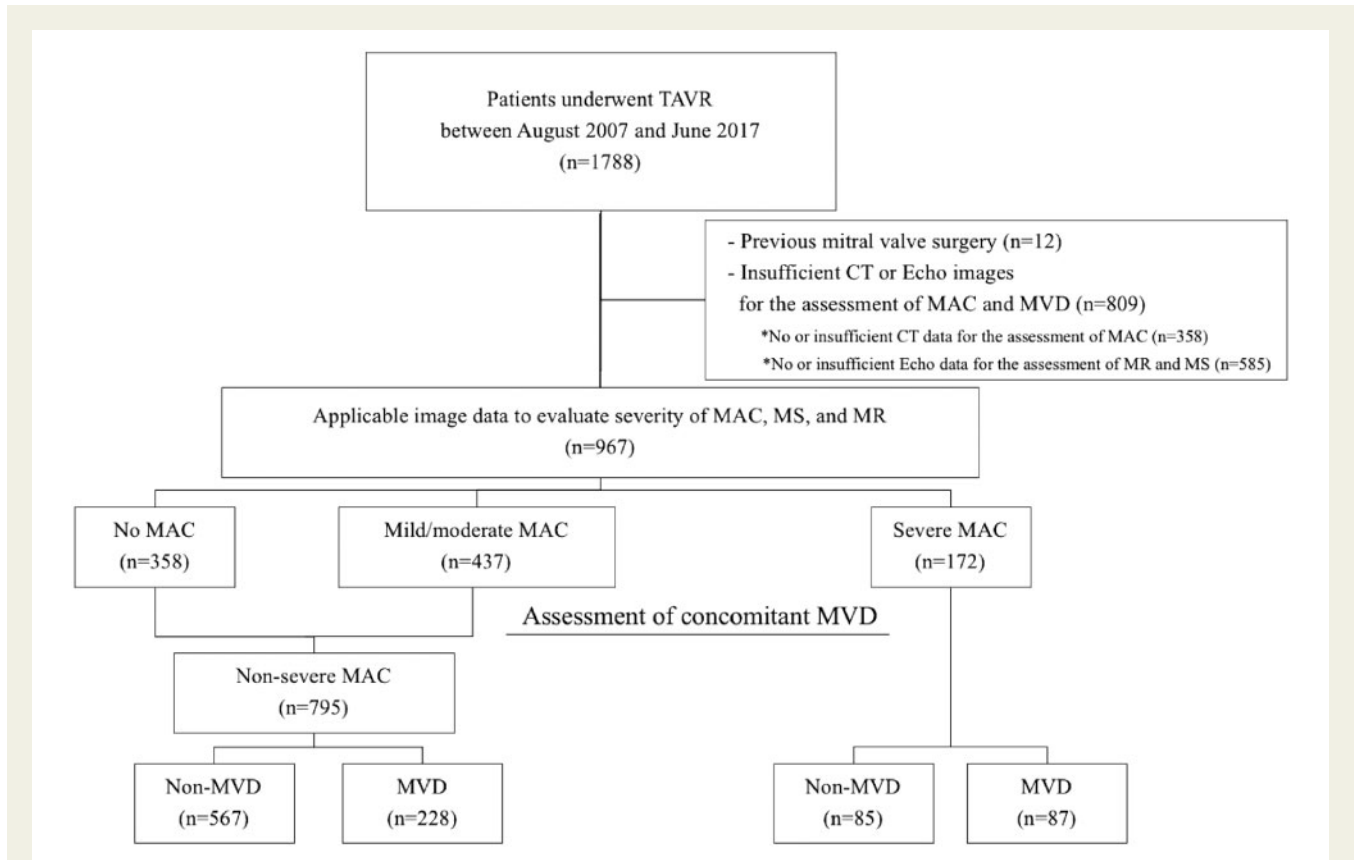 Patients underwent TAVR
between August 2007 and June 2017
(n=1788)
- Previous mitral valve surgery (n=12)
- Insufficient CT or Echo images
for the assessment of MAC and MVD (n=809)
*No or insufficient CT data for the assessment of MAC (n=358)
*No or insufficient Echo data for the assessment of MR and MS (n=585)
Applicable image data to evaluate severity of MAC, MS, and MR
(n=967)
No MAC
(n=358)
Mild/moderate MAC
(n=437)
Severe MAC
(n=172)
Assessment of concomitant MVD
Non-severe MAC
(n=795)
Non-MVD
(n=567)
MVD
(n=228)
Non-MVD
(n=85)
MVD
(n=87)